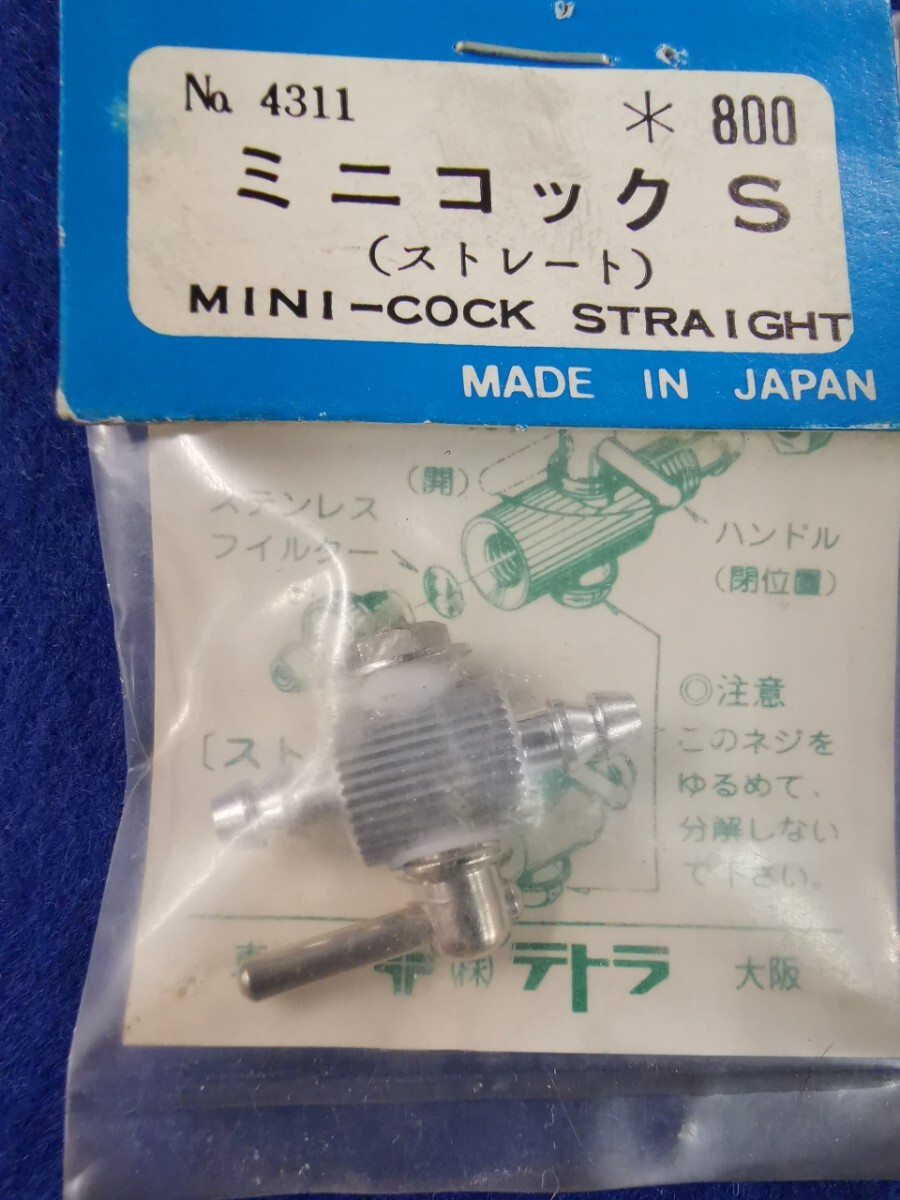 No. 4311 * 800
ミニコック S
(ストレート)
MINI-COCK STRAIGHT
MADE IN JAPAN
(開)
ステンレス
フイルター
ハンドル
(閉位置)
◎注意
このネジを
ゆるめて、
分解しない
で下さい。
〔スト
(株) テトラ 大阪